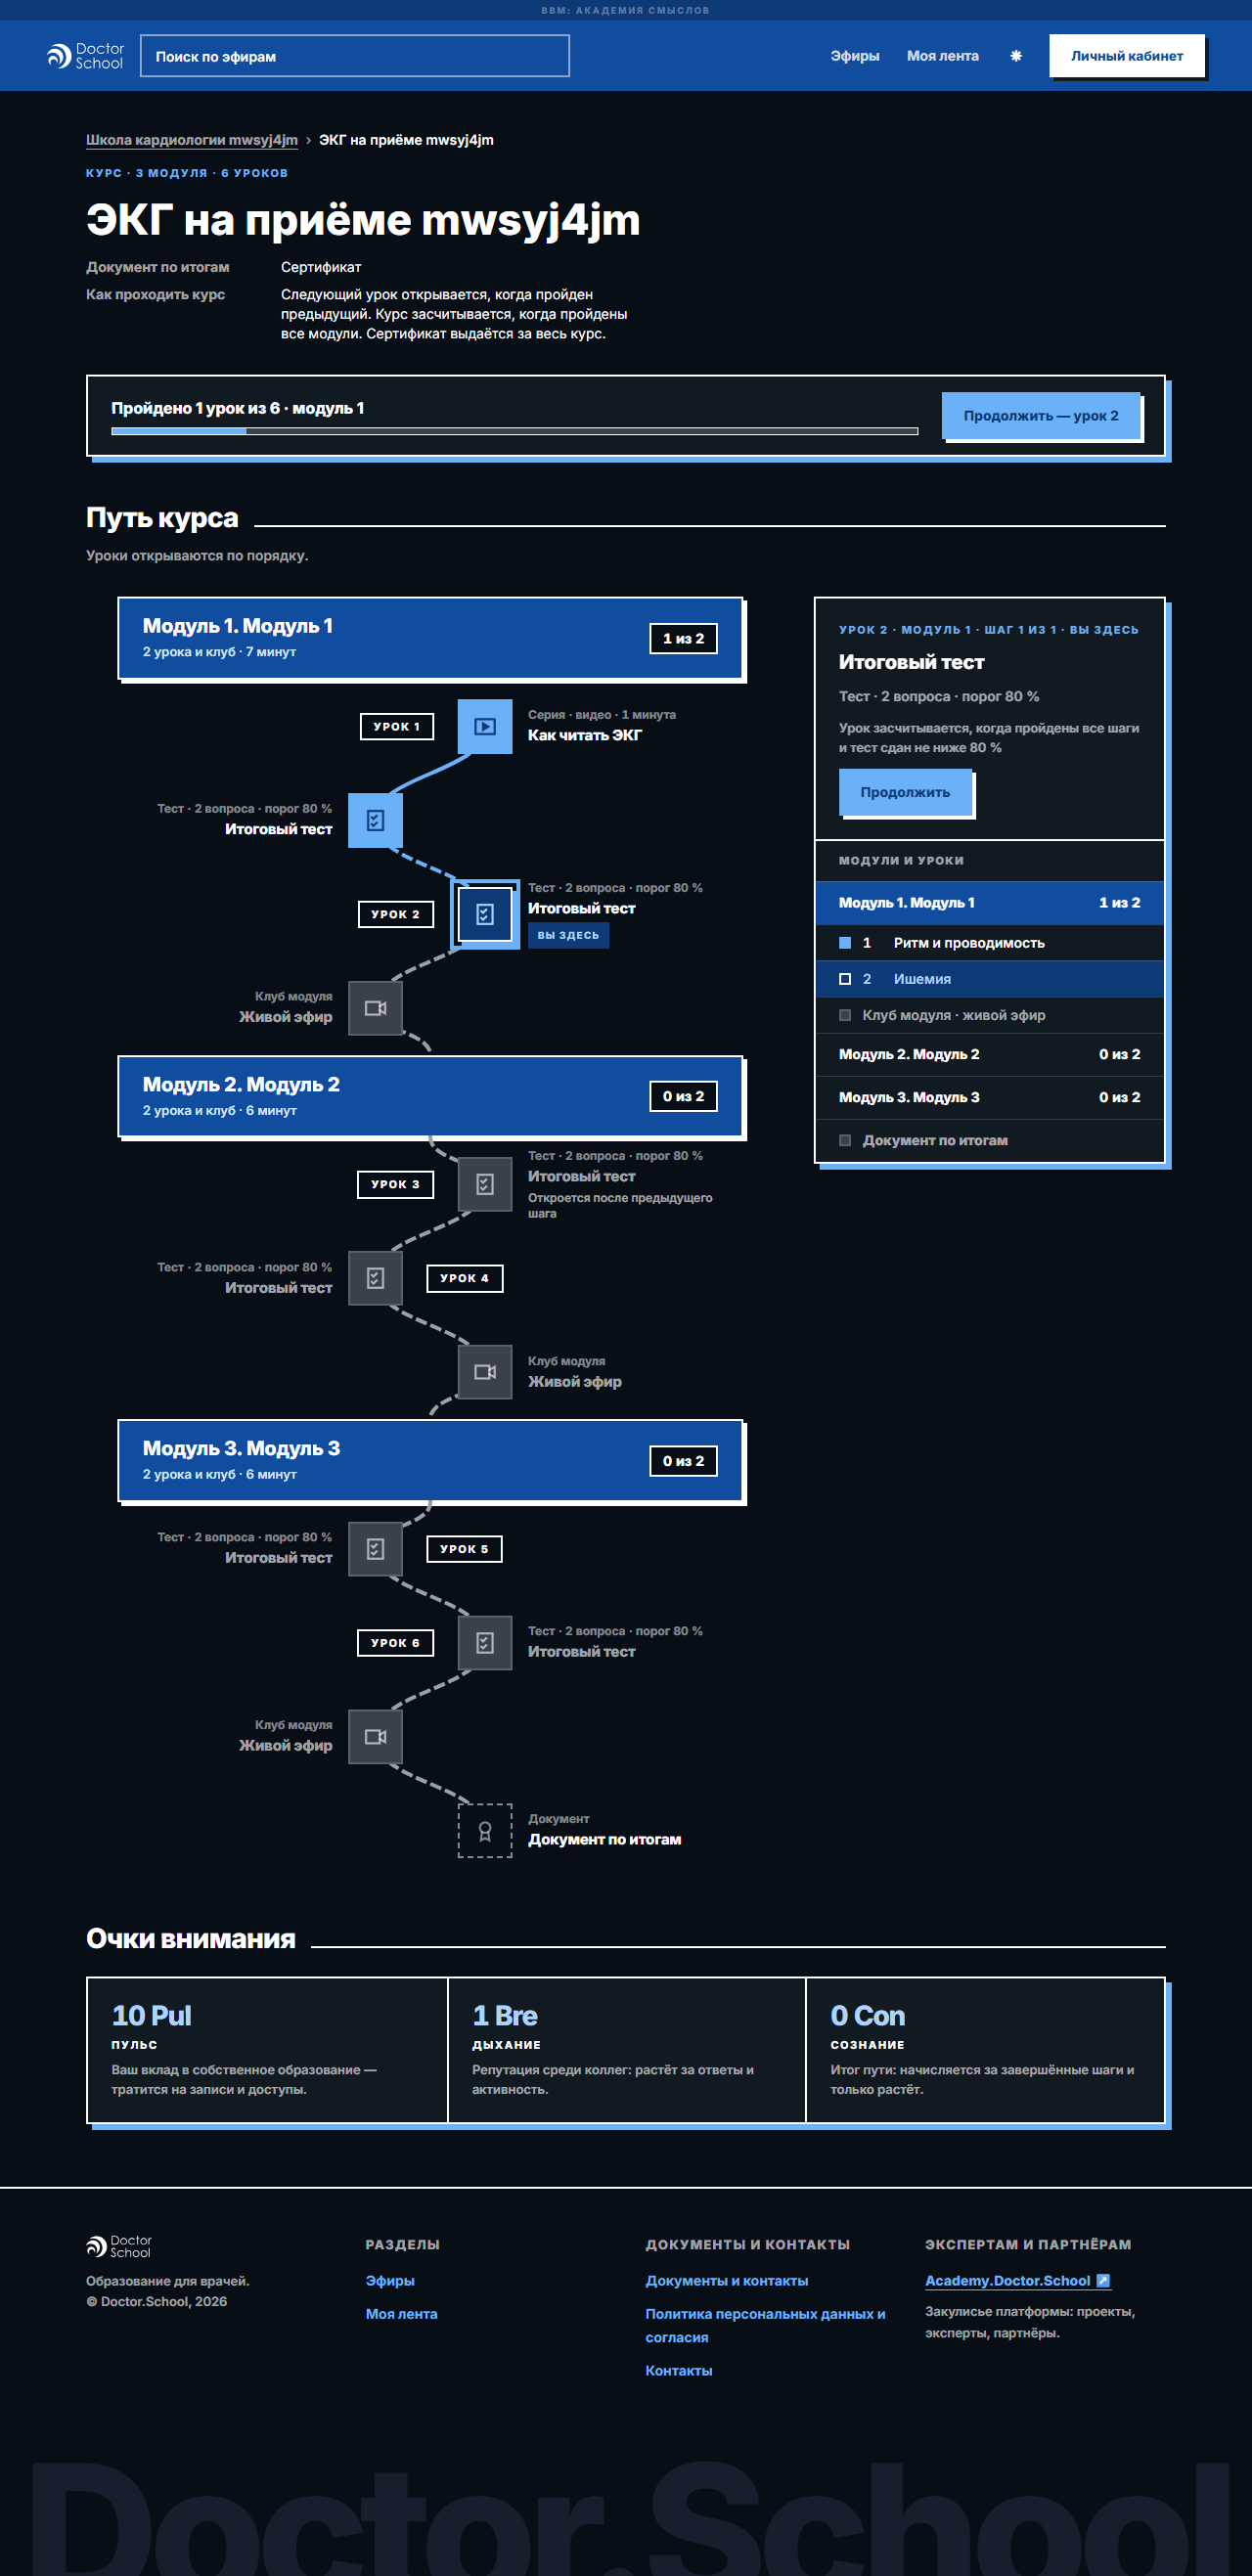 ВВМ: АКАДЕМИЯ СМЫСЛОВ
Doctor
School
Поиск по эфирам
Эфиры
Моя лента
Личный кабинет
Школа кардиологии mwsyj4jm › ЭКГ на приёме mwsyj4jm
КУРС · 3 МОДУЛЯ · 6 УРОКОВ
ЭКГ на приёме mwsyj4jm
Документ по итогам
Сертификат
Как проходить курс
Следующий урок открывается, когда пройден
предыдущий. Курс засчитывается, когда пройдены
все модули. Сертификат выдаётся за весь курс.
Пройдено 1 урок из 6 · модуль 1
Продолжить — урок 2
Путь курса
Уроки открываются по порядку.
Модуль 1. Модуль 1
2 урока и клуб · 7 минут
1 из 2
УРОК 1
Серия · видео · 1 минута
Как читать ЭКГ
Тест · 2 вопроса · порог 80 %
Итоговый тест
УРОК 2
Тест · 2 вопроса · порог 80 %
Итоговый тест
ВЫ ЗДЕСЬ
Клуб модуля
Живой эфир
Модуль 2. Модуль 2
2 урока и клуб · 6 минут
0 из 2
УРОК 3
Тест · 2 вопроса · порог 80 %
Итоговый тест
Откроется после предыдущего
шага
Тест · 2 вопроса · порог 80 %
Итоговый тест
УРОК 4
Клуб модуля
Живой эфир
Модуль 3. Модуль 3
2 урока и клуб · 6 минут
0 из 2
Тест · 2 вопроса · порог 80 %
Итоговый тест
УРОК 5
УРОК 6
Тест · 2 вопроса · порог 80 %
Итоговый тест
Клуб модуля
Живой эфир
Документ
Документ по итогам
УРОК 2 · МОДУЛЬ 1 · ШАГ 1 ИЗ 1 · ВЫ ЗДЕСЬ
Итоговый тест
Тест · 2 вопроса · порог 80 %
Урок засчитывается, когда пройдены все шаги
и тест сдан не ниже 80 %
Продолжить
МОДУЛИ И УРОКИ
Модуль 1. Модуль 1 1 из 2
1 Ритм и проводимость
2 Ишемия
Клуб модуля · живой эфир
Модуль 2. Модуль 2 0 из 2
Модуль 3. Модуль 3 0 из 2
Документ по итогам
Очки внимания
10 Pul
ПУЛЬС
Ваш вклад в собственное образование —
тратится на записи и доступы.
1 Bre
ДЫХАНИЕ
Репутация среди коллег: растёт за ответы и
активность.
0 Con
СОЗНАНИЕ
Итог пути: начисляется за завершённые шаги и
только растёт.
Doctor
School
Образование для врачей.
© Doctor.School, 2026
РАЗДЕЛЫ
Эфиры
Моя лента
ДОКУМЕНТЫ И КОНТАКТЫ
Документы и контакты
Политика персональных данных и
согласия
Контакты
ЭКСПЕРТАМ И ПАРТНЁРАМ
Academy.Doctor.School ↗
Закулисье платформы: проекты,
эксперты, партнёры.
Doctor.School